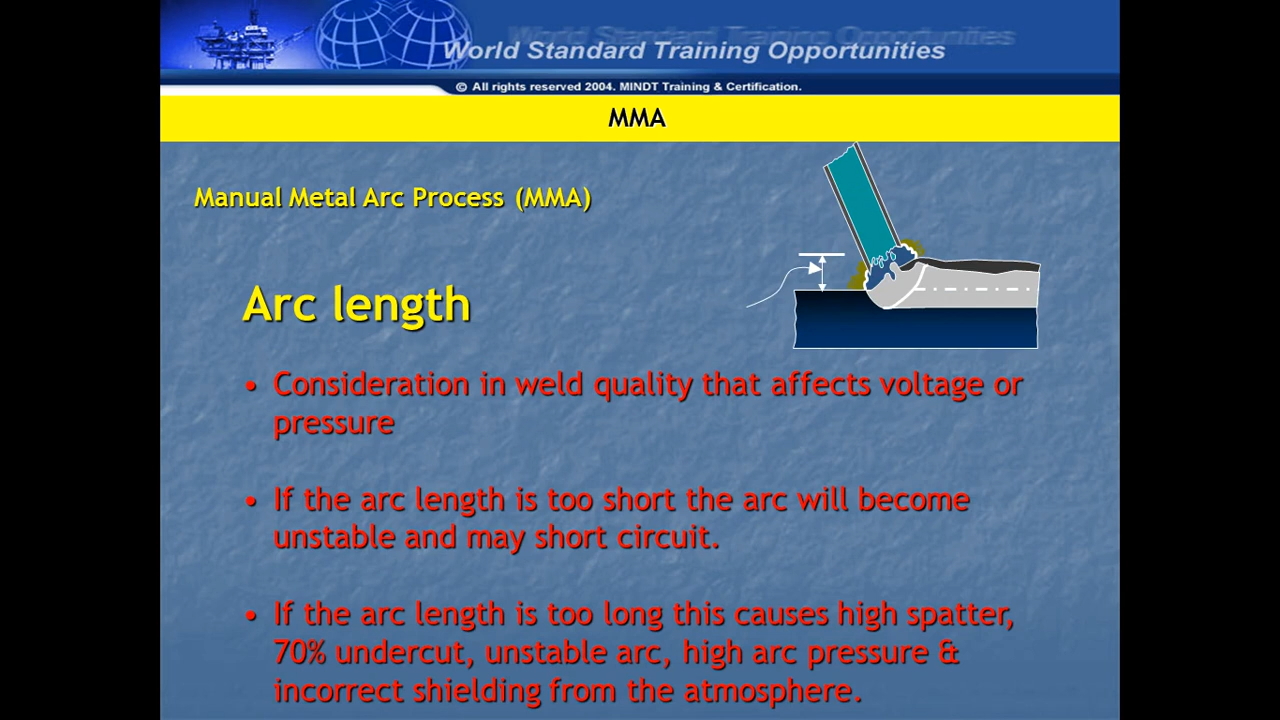 World Standard Training Opportunities
© All rights reserved 2004. MINDT Training & Certification.
MMA
Manual Metal Arc Process (MMA)
Arc length
• Consideration in weld quality that affects voltage or
pressure
• If the arc length is too short the arc will become
unstable and may short circuit.
• If the arc length is too long this causes high spatter,
70% undercut, unstable arc, high arc pressure &
incorrect shielding from the atmosphere.